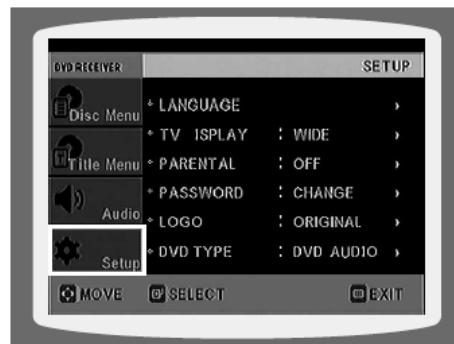 DVD RECEIVER SETUP
Disc Menu
LANGUAGE
TV ISPLAY : WIDE
Title Menu
PARENTAL : OFF
PASSWORD : CHANGE
Audio
LOGO : ORIGINAL
Setup
DVD TYPE : DVD AUDIO
MOVE SELECT EXIT